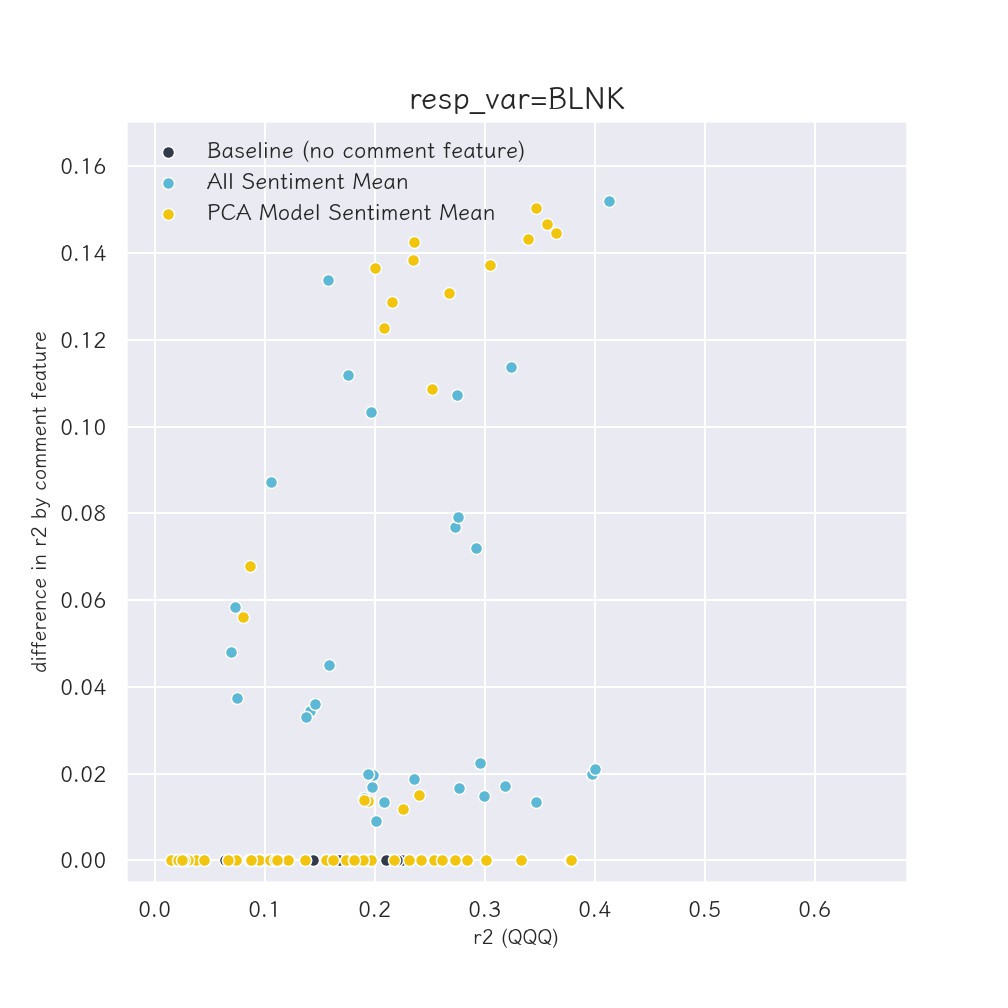 resp_var=BLNK
Baseline (no comment feature)
All Sentiment Mean
PCA Model Sentiment Mean
0.16
0.14
0.12
0.10
0.08
0.06
0.04
0.02
0.00
difference in r2 by comment feature
0.0 0.1 0.2 0.3 0.4 0.5 0.6
r2 (QQQ)